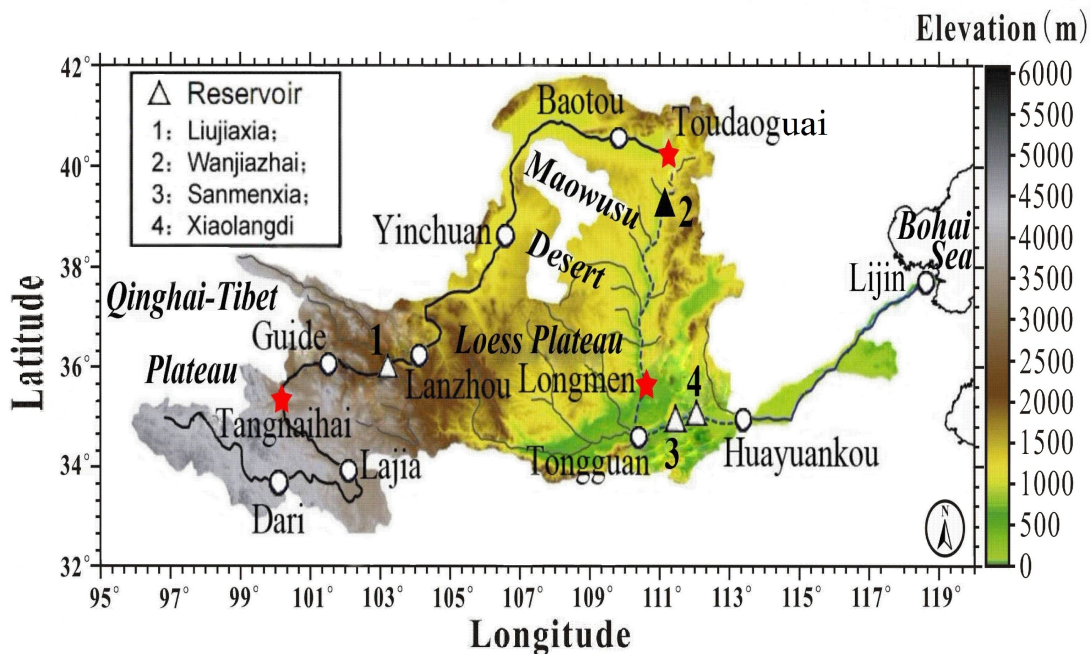 Elevation(m)
42°
40°
38°
36°
34°
32°
Latitude
Reservoir
1: Liujiaxia;
2: Wanjiazhai;
3: Sanmenxia;
4: Xiaolangdi
Baotou
Toudaoguai
Maowusu
Desert
2
Yinchuan
Bohai
Sea
Lijin
Qinghai-Tibet
Plateau
Guide
1
Lanzhou
Loess Plateau
Longmen
4
Tangnaihai
Lajia
Dari
Tongguan
3
Huayuankou
N
6000
5000
4500
4000
3500
3000
2500
2000
1500
1000
500
0
95°
97°
99°
101°
103°
105°
107°
109°
111°
113°
115°
117°
119°
Longitude